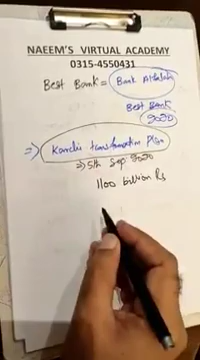 NAEEM'S VIRTUAL ACADEMY
0315-4550431
Best Bank = Bank Alfalah
Best Bank
2020
⇒ Karachi transformation Plan
⇒ 5th Sep 2020
1100 billion Rs